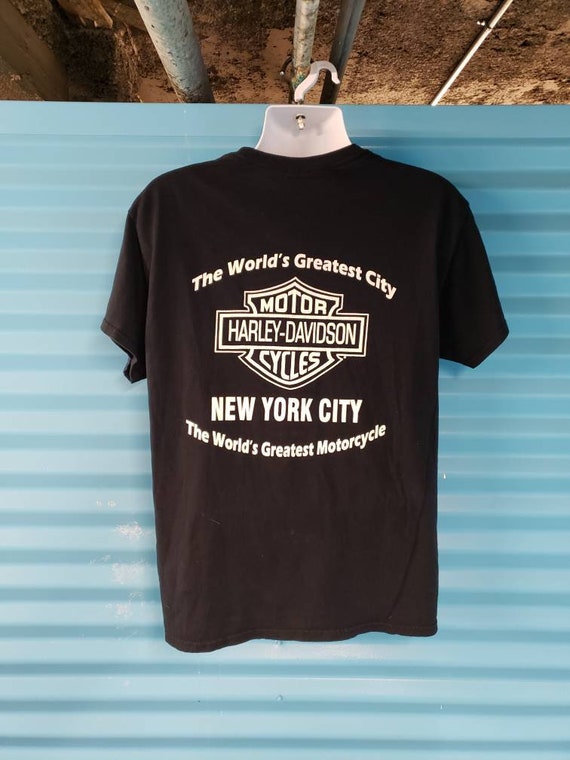 The World's Greatest City
MOTOR
HARLEY-DAVIDSON
CYCLES
NEW YORK CITY
The World's Greatest Motorcycle